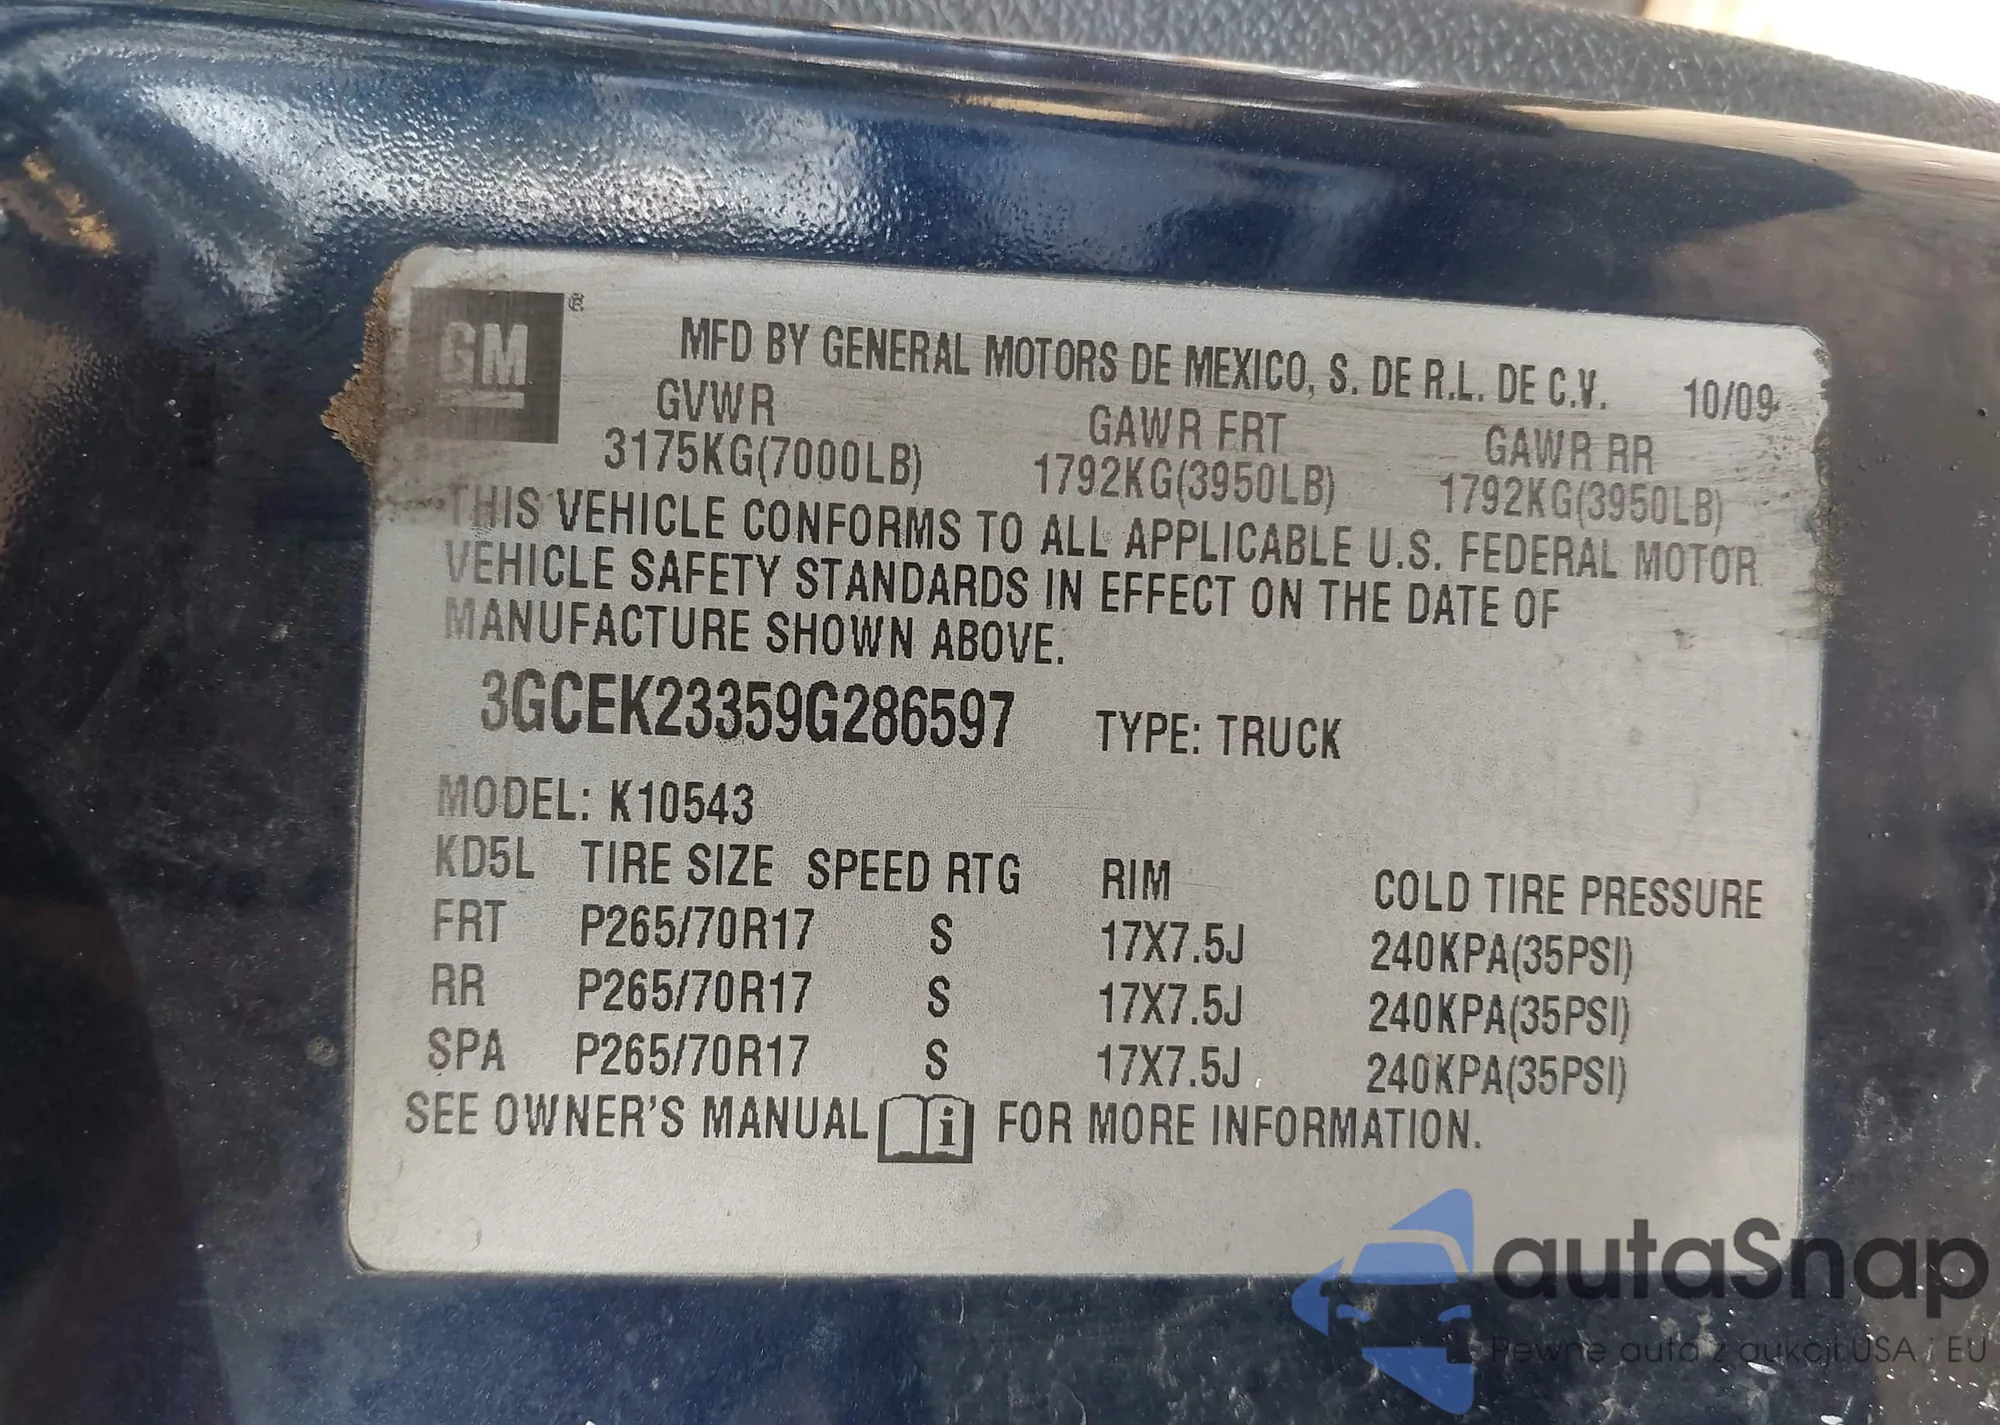 GM
MFD BY GENERAL MOTORS DE MEXICO, S. DE R.L. DE C.V. 10/09
GVWR GAWR FRT GAWR RR
3175KG(7000LB) 1792KG(3950LB) 1792KG(3950LB)
THIS VEHICLE CONFORMS TO ALL APPLICABLE U.S. FEDERAL MOTOR
VEHICLE SAFETY STANDARDS IN EFFECT ON THE DATE OF
MANUFACTURE SHOWN ABOVE.
3GCEK23359G286597 TYPE: TRUCK
MODEL: K10543
KD5L TIRE SIZE SPEED RTG RIM COLD TIRE PRESSURE
FRT P265/70R17 S 17X7.5J 240KPA(35PSI)
RR P265/70R17 S 17X7.5J 240KPA(35PSI)
SPA P265/70R17 S 17X7.5J 240KPA(35PSI)
SEE OWNER'S MANUAL i FOR MORE INFORMATION.
autaSnap
Pewne auta z aukcji USA i EU